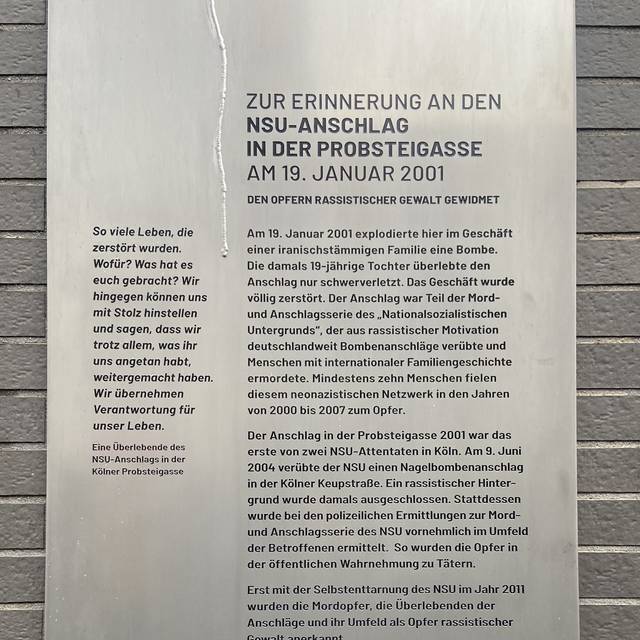 ZUR ERINNERUNG AN DEN
NSU-ANSCHLAG
IN DER PROBSTEIGASSE
AM 19. JANUAR 2001
DEN OPFERN RASSISTISCHER GEWALT GEWIDMET
So viele Leben, die
zerstört wurden.
Wofür? Was hat es
euch gebracht? Wir
hingegen können uns
mit Stolz hinstellen
und sagen, dass wir
trotz allem, was ihr
uns angetan habt,
weitergemacht haben.
Wir übernehmen
Verantwortung für
unser Leben.
Eine Überlebende des
NSU-Anschlags in der
Kölner Probsteigasse
Am 19. Januar 2001 explodierte hier im Geschäft
einer iranischstämmigen Familie eine Bombe.
Die damals 19-jährige Tochter überlebte den
Anschlag nur schwerverletzt. Das Geschäft wurde
völlig zerstört. Der Anschlag war Teil der Mord-
und Anschlagsserie des „Nationalsozialistischen
Untergrunds“, der aus rassistischer Motivation
deutschlandweit Bombenanschläge verübte und
Menschen mit internationaler Familiengeschichte
ermordete. Mindestens zehn Menschen fielen
diesem neonazistischen Netzwerk in den Jahren
von 2000 bis 2007 zum Opfer.
Der Anschlag in der Probsteigasse 2001 war das
erste von zwei NSU-Attentaten in Köln. Am 9. Juni
2004 verübte der NSU einen Nagelbombenanschlag
in der Kölner Keupstraße. Ein rassistischer Hinter-
grund wurde damals ausgeschlossen. Stattdessen
wurde bei den polizeilichen Ermittlungen zur Mord-
und Anschlagsserie des NSU vornehmlich im Umfeld
der Betroffenen ermittelt. So wurden die Opfer in
der öffentlichen Wahrnehmung zu Tätern.
Erst mit der Selbstenttarnung des NSU im Jahr 2011
wurden die Mordopfer, die Überlebenden der
Anschläge und ihr Umfeld als Opfer rassistischer
Gewalt anerkannt.